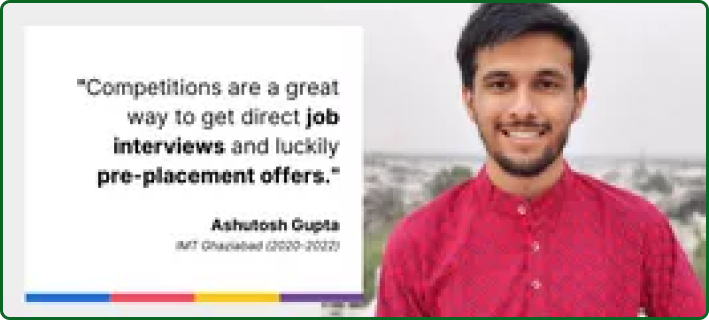 "Competitions are a great
way to get direct job
interviews and luckily
pre-placement offers."
Ashutosh Gupta
IMT Ghaziabad (2020-2022)